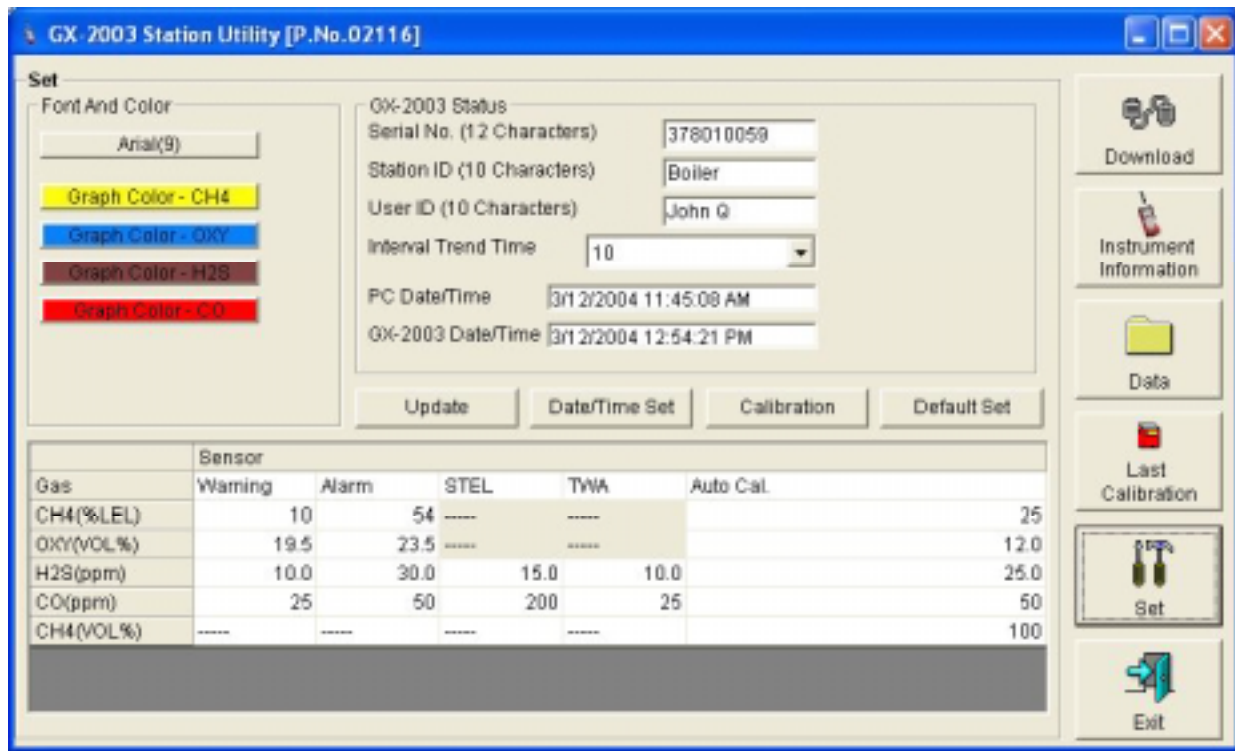 GX-2003 Station Utility [P.No.02116]
Set
Font And Color
Arial(9)
Graph Color - CH4
Graph Color - OXY
Graph Color - H2S
Graph Color - CO
GX-2003 Status
Serial No. (12 Characters) 378010059
Station ID (10 Characters) Boiler
User ID (10 Characters) John Q
Interval Trend Time 10
PC Date/Time 3/12/2004 11:45:08 AM
GX-2003 Date/Time 3/12/2004 12:54:21 PM
Update Date/Time Set Calibration Default Set
Sensor
Gas Warning Alarm STEL TWA Auto Cal.
CH4(%LEL) 10 54 ----- ----- 25
OXY(VOL%) 19.5 23.5 ----- ----- 12.0
H2S(ppm) 10.0 30.0 15.0 10.0 25.0
CO(ppm) 25 50 200 25 50
CH4(VOL%) ----- ----- ----- ----- 100
Download
Instrument
Information
Data
Last
Calibration
Set
Exit